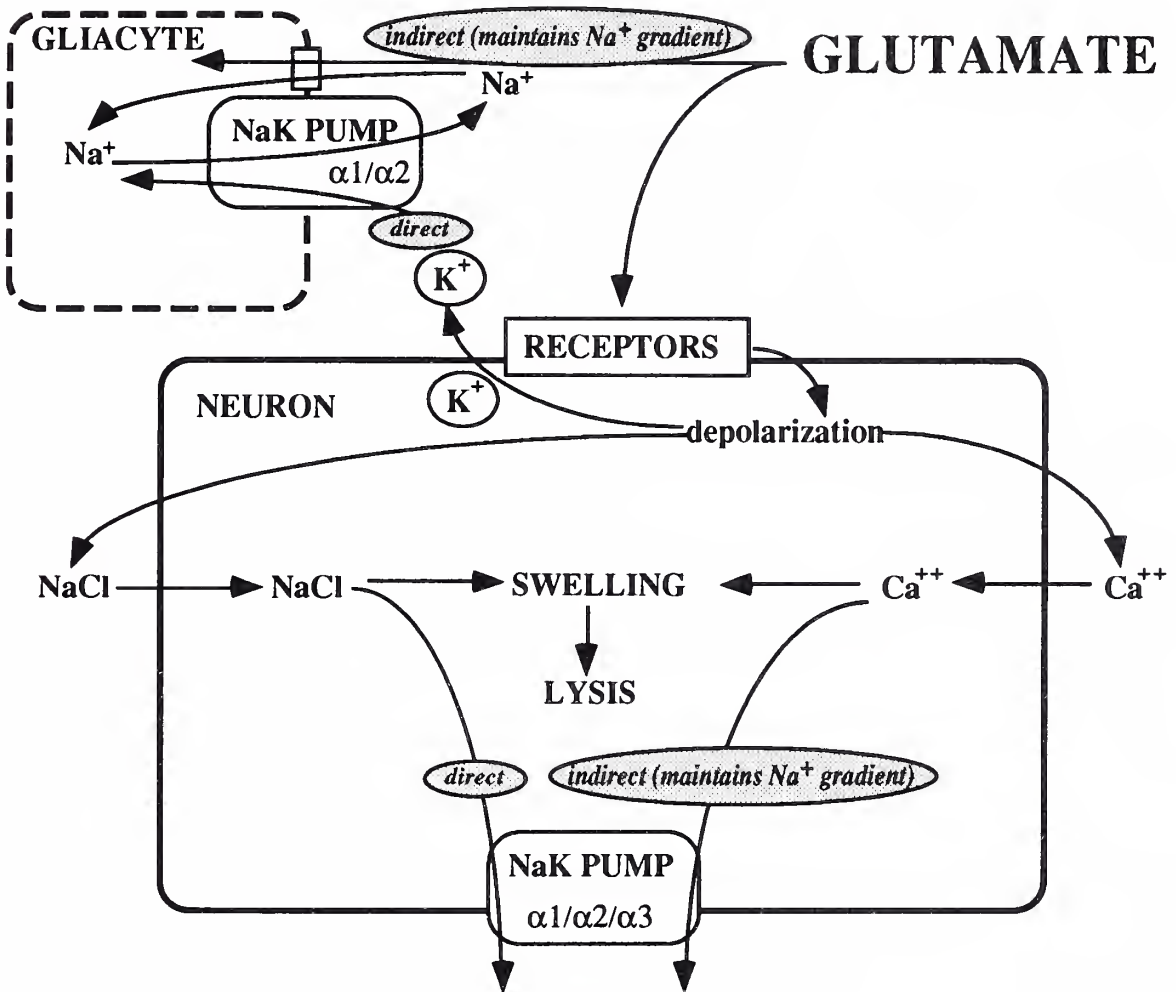 GLIACYTE
indirect (maintains Na⁺ gradient)
GLUTAMATE
Na⁺
NaK PUMP
Na⁺
α1/α2
direct
K⁺
RECEPTORS
K⁺
NEURON
depolarization
NaCl
NaCl
SWELLING
Ca⁺⁺
Ca⁺⁺
LYSIS
direct
indirect (maintains Na⁺ gradient)
NaK PUMP
α1/α2/α3